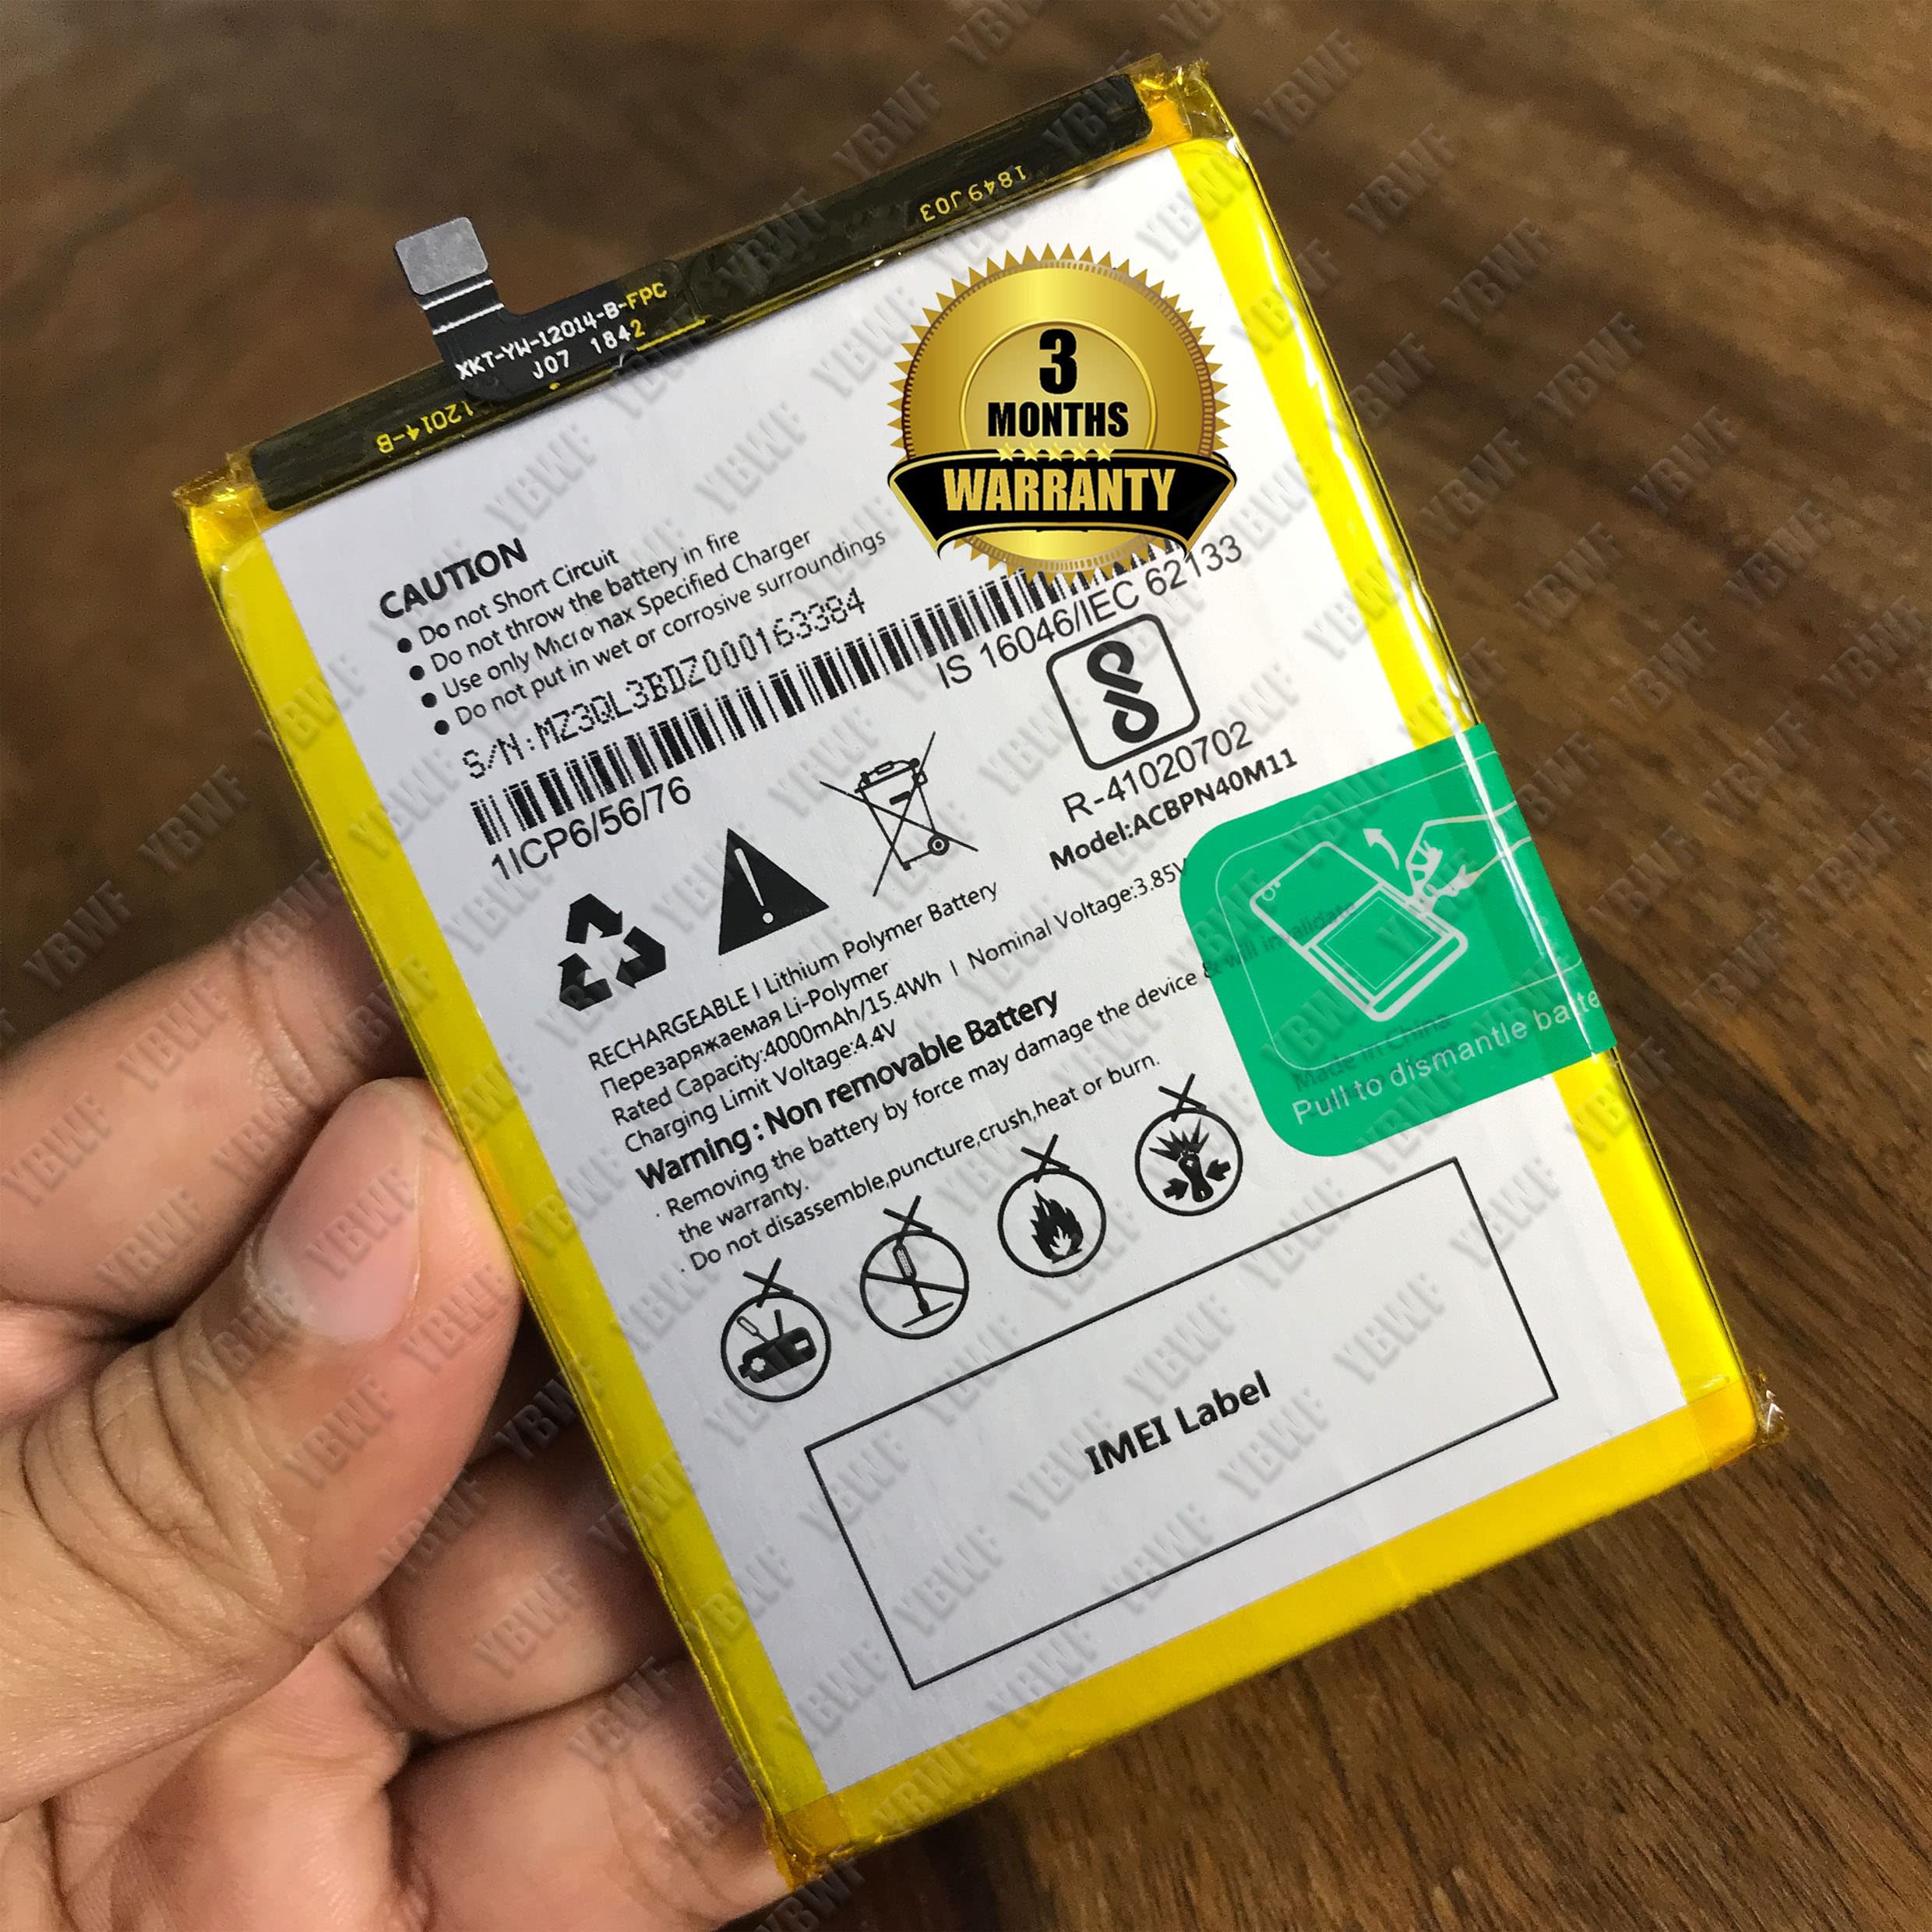 1849J03
XKT-YW-12014-B-FPC
J07 1842
12014-B
3
MONTHS
WARRANTY
CAUTION
● Do not Short Circuit
● Do not throw the battery in fire
● Use only Micromax Specified Charger
● Do not put in wet or corrosive surroundings
S/N:MZ3QL3BDZ000163384
IS 16046/IEC 62133
1ICP6/56/76
R-41020702
Model:ACBPN40M11
RECHARGEABLE | Lithium Polymer Battery
Перезаряжаемая Li-Polymer
Rated Capacity:4000mAh/15.4Wh | Nominal Voltage:3.85V
Charging Limit Voltage:4.4V
Warning : Non removable Battery
· Removing the battery by force may damage the device & will invalidate
the warranty.
· Do not disassemble,puncture,crush,heat or burn.
Made in China
Pull to dismantle batte
IMEI Label
YBWF